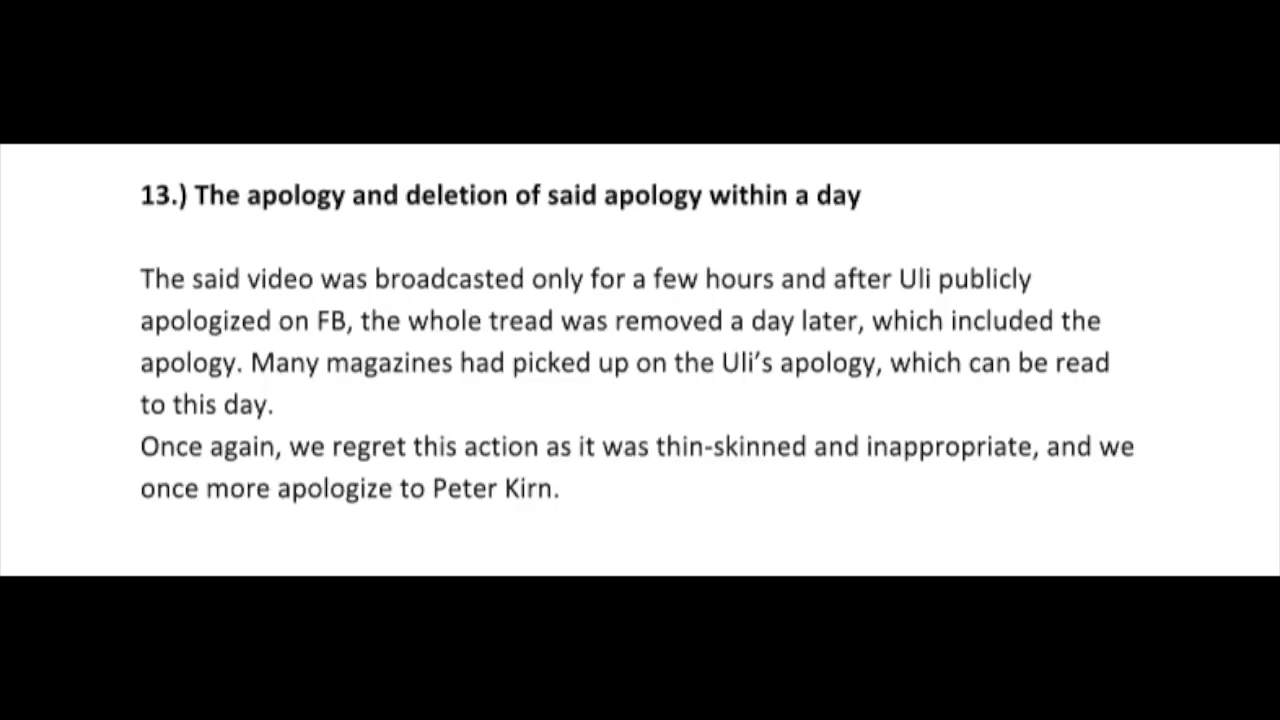 13.) The apology and deletion of said apology within a day
The said video was broadcasted only for a few hours and after Uli publicly
apologized on FB, the whole tread was removed a day later, which included the
apology. Many magazines had picked up on the Uli’s apology, which can be read
to this day.
Once again, we regret this action as it was thin-skinned and inappropriate, and we
once more apologize to Peter Kirn.